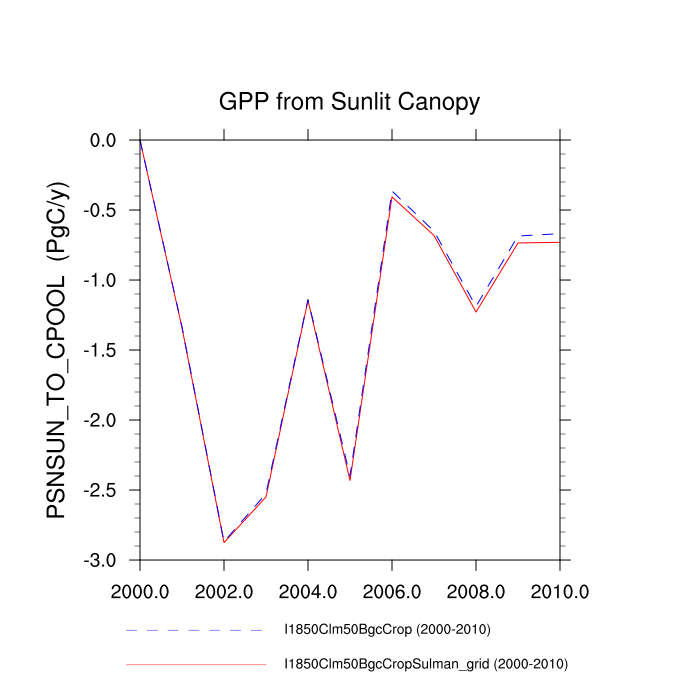 GPP from Sunlit Canopy
PSNSUN_TO_CPOOL (PgC/y)
0.0
-0.5
-1.0
-1.5
-2.0
-2.5
-3.0
2000.0 2002.0 2004.0 2006.0 2008.0 2010.0
I1850Clm50BgcCrop (2000-2010)
I1850Clm50BgcCropSulman_grid (2000-2010)